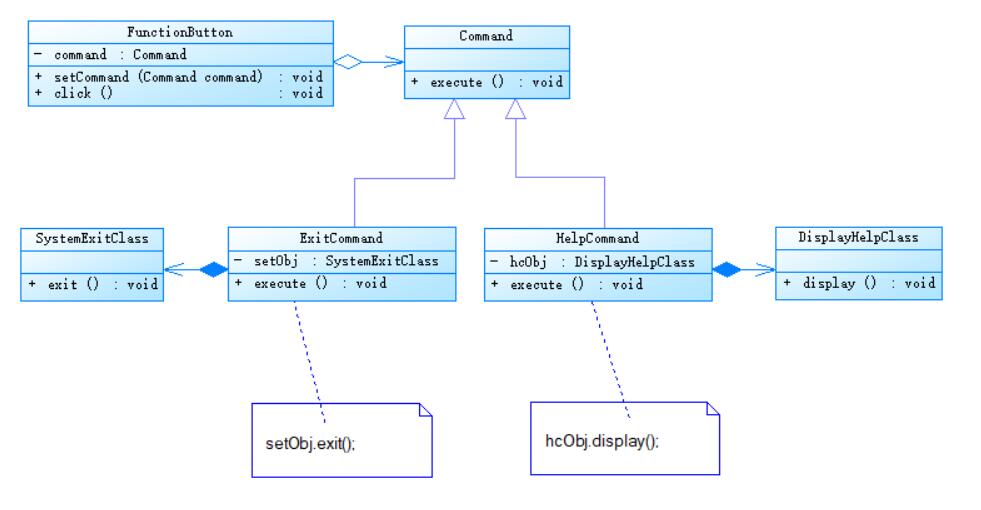 FunctionButton
- command : Command
+ setCommand (Command command) : void
+ click () : void
Command
+ execute () : void
SystemExitClass
+ exit () : void
ExitCommand
- setObj : SystemExitClass
+ execute () : void
HelpCommand
- hcObj : DisplayHelpClass
+ execute () : void
DisplayHelpClass
+ display () : void
setObj.exit();
hcObj.display();